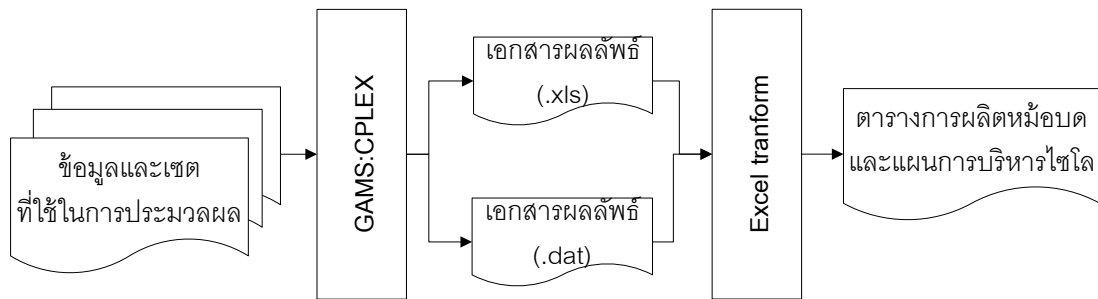 ข้อมูลและเซต
ที่ใช้ในการประมวลผล
GAMS:CPLEX
เอกสารผลลัพธ์
(.xls)
เอกสารผลลัพธ์
(.dat)
Excel tranform
ตารางการผลิตหม้อบด
และแผนการบริหารไซโล